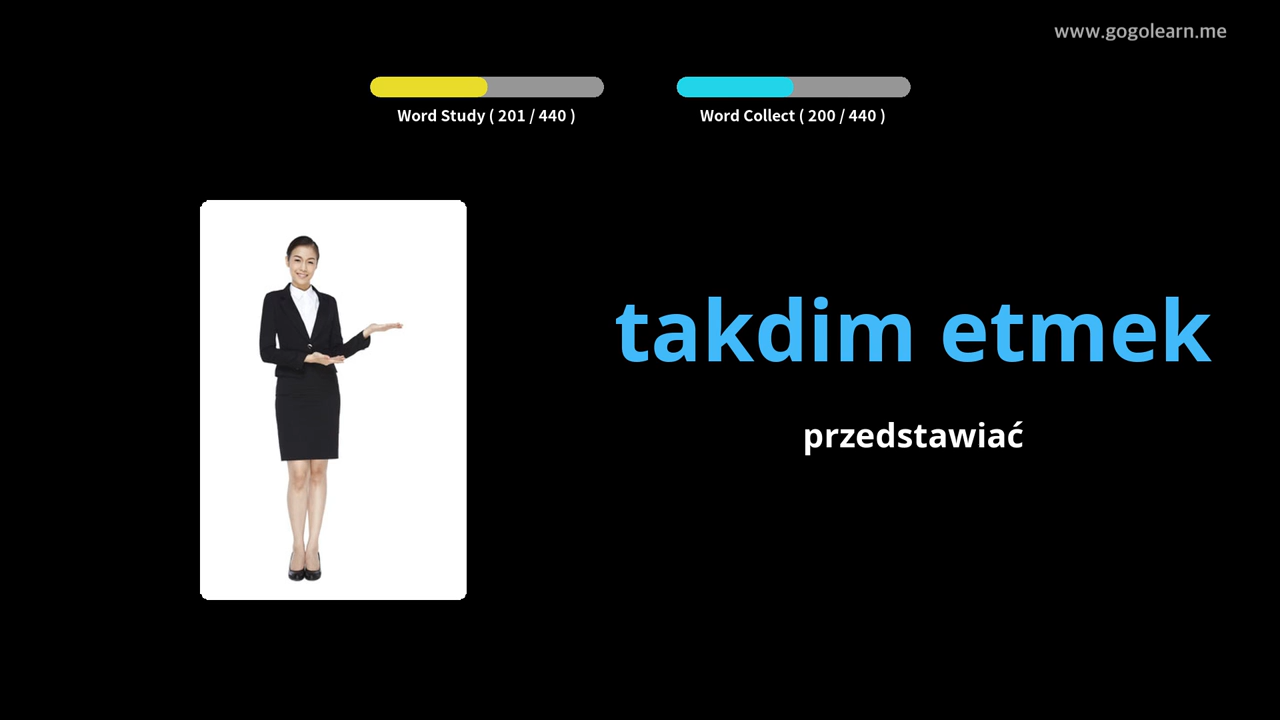 www.gogolearn.me
Word Study ( 201 / 440 )
Word Collect ( 200 / 440 )
takdim etmek
przedstawiać